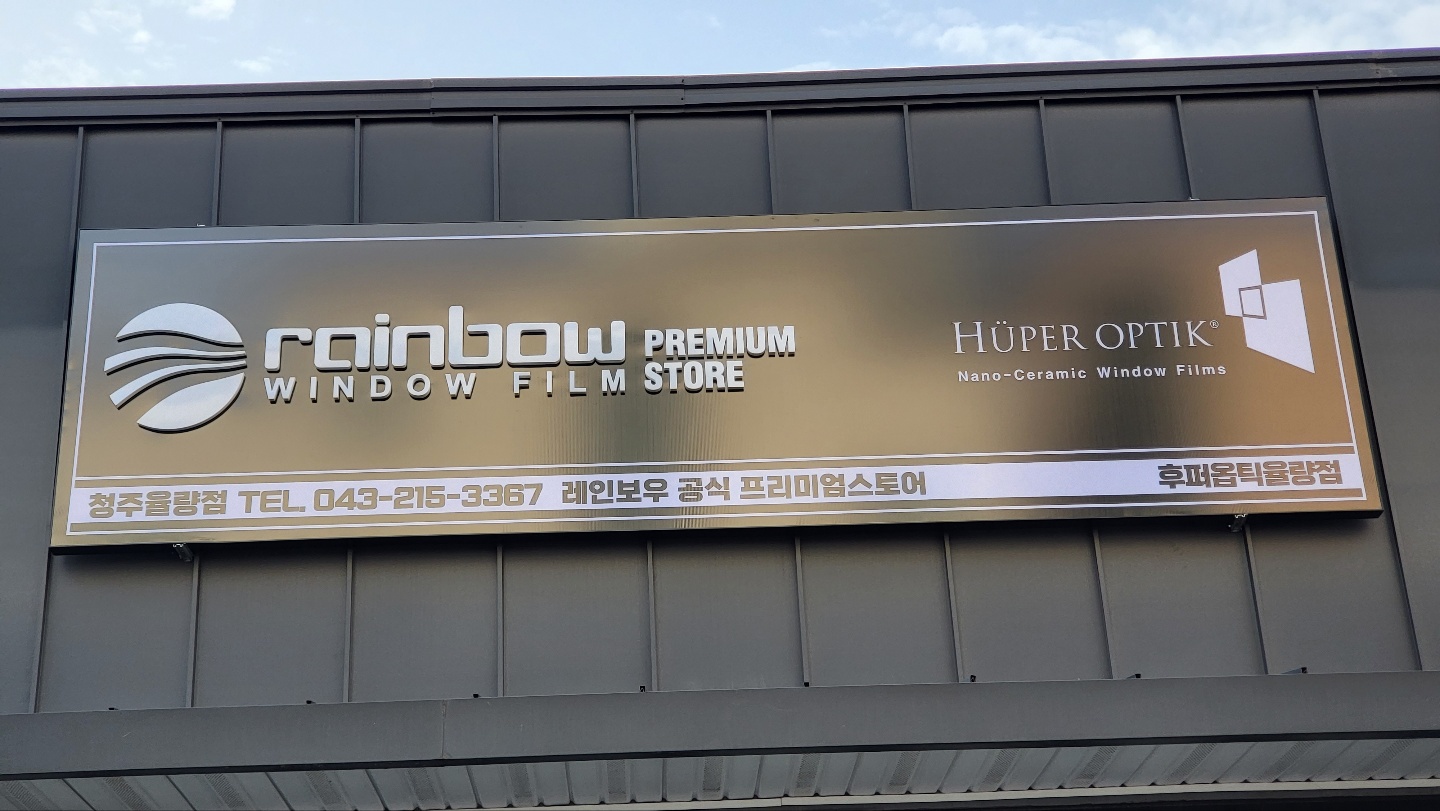 rainbow
WINDOW FILM
PREMIUM
STORE
HÜPER OPTIK®
Nano-Ceramic Window Films
청주율량점 TEL. 043-215-3367 레인보우 공식 프리미엄스토어
후퍼옵틱율량점